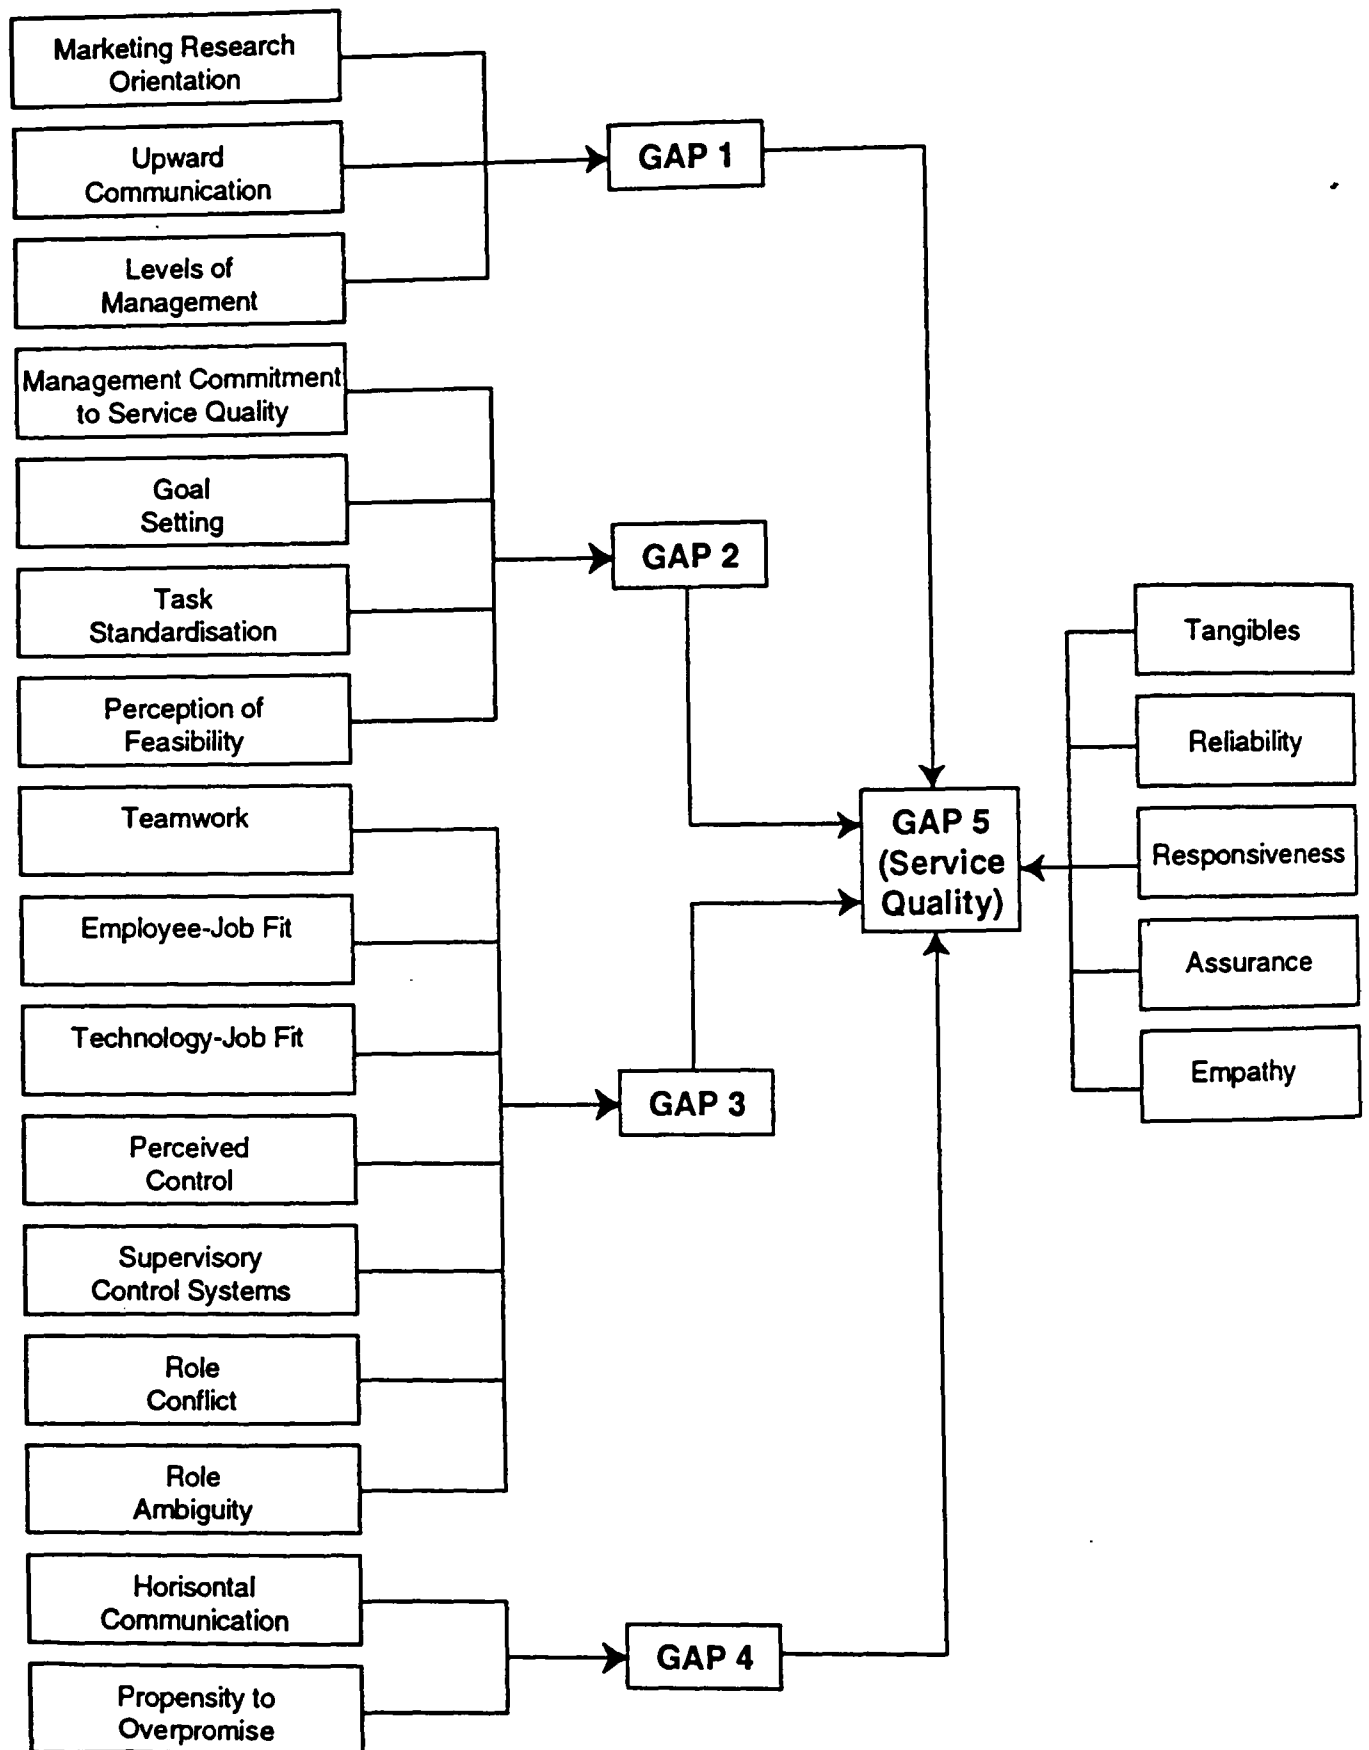 Marketing Research
Orientation
Upward
Communication
Levels of
Management
Management Commitment
to Service Quality
Goal
Setting
Task
Standardisation
Perception of
Feasibility
Teamwork
Employee-Job Fit
Technology-Job Fit
Perceived
Control
Supervisory
Control Systems
Role
Conflict
Role
Ambiguity
Horisontal
Communication
Propensity to
Overpromise
GAP 1
GAP 2
GAP 3
GAP 4
GAP 5
(Service
Quality)
Tangibles
Reliability
Responsiveness
Assurance
Empathy